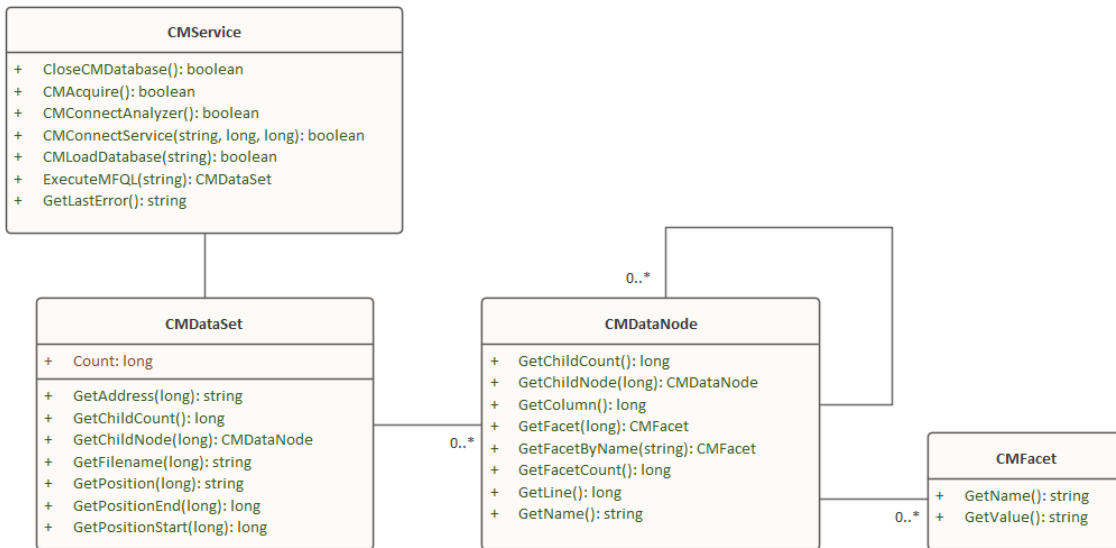 CMService
+ CloseCMDatabase(): boolean
+ CMAcquire(): boolean
+ CMConnectAnalyzer(): boolean
+ CMConnectService(string, long, long): boolean
+ CMLoadDatabase(string): boolean
+ ExecuteMFQL(string): CMDataSet
+ GetLastError(): string
0..*
CMDataSet
+ Count: long
+ GetAddress(long): string
+ GetChildCount(): long
+ GetChildNode(long): CMDataNode
+ GetFilename(long): string
+ GetPosition(long): string
+ GetPositionEnd(long): long
+ GetPositionStart(long): long
0..*
CMDataNode
+ GetChildCount(): long
+ GetChildNode(long): CMDataNode
+ GetColumn(): long
+ GetFacet(long): CMFacet
+ GetFacetByName(string): CMFacet
+ GetFacetCount(): long
+ GetLine(): long
+ GetName(): string
0..*
CMFacet
+ GetName(): string
+ GetValue(): string